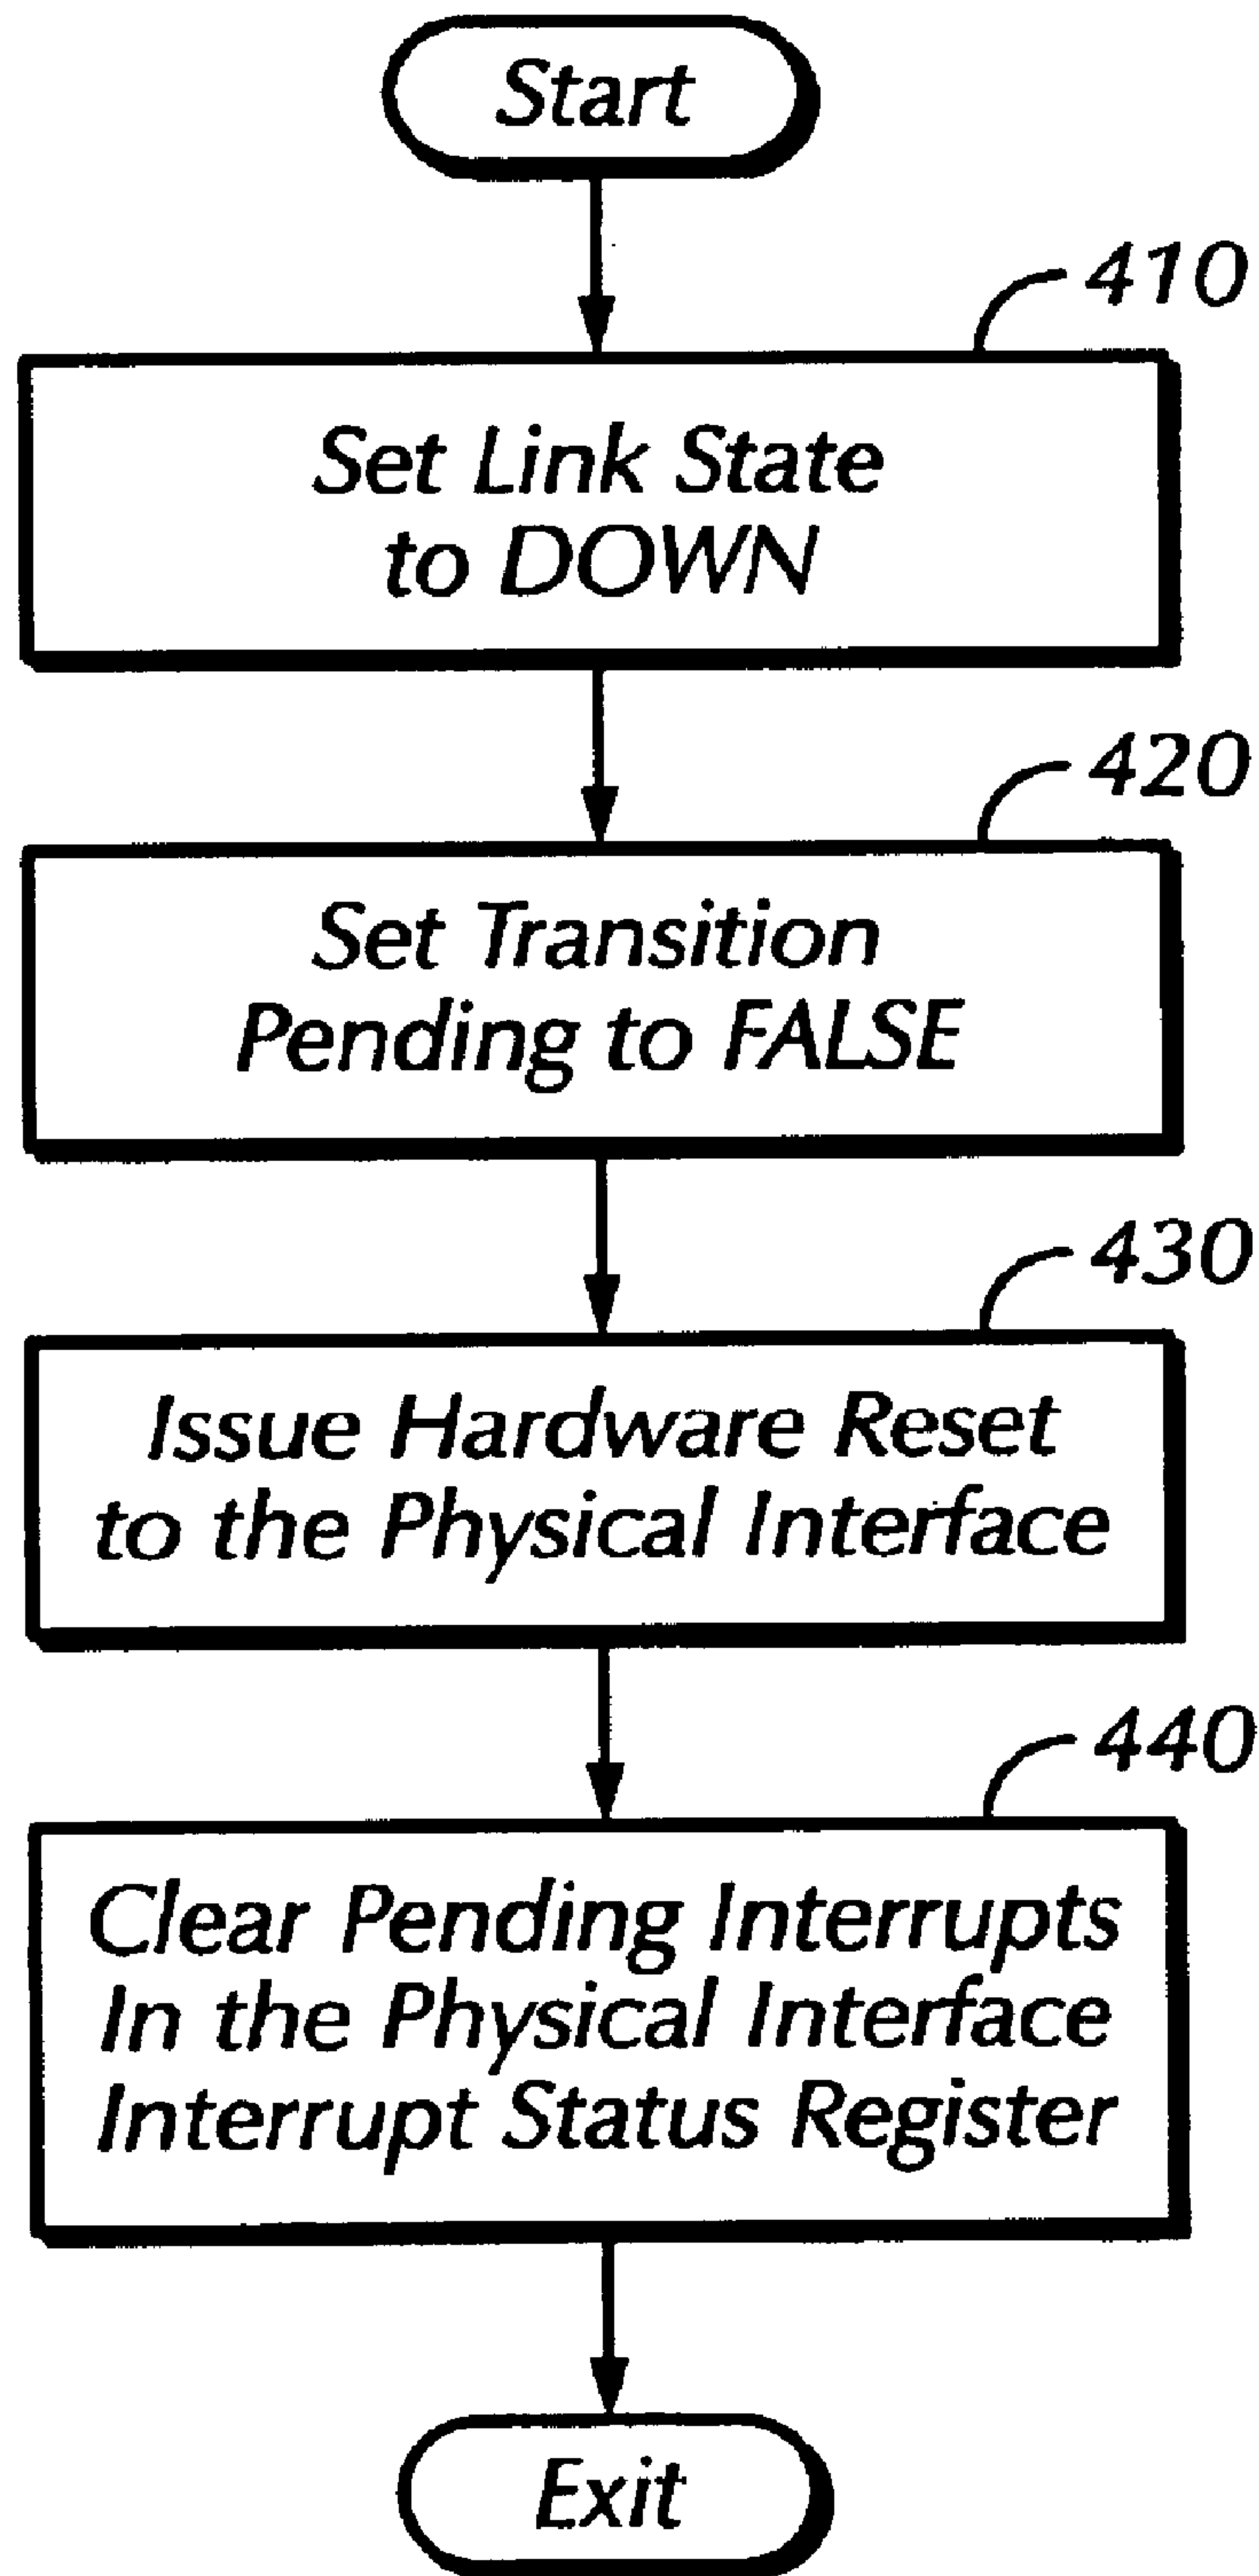 Start
410
Set Link State
to DOWN
420
Set Transition
Pending to FALSE
430
Issue Hardware Reset
to the Physical Interface
440
Clear Pending Interrupts
In the Physical Interface
Interrupt Status Register
Exit